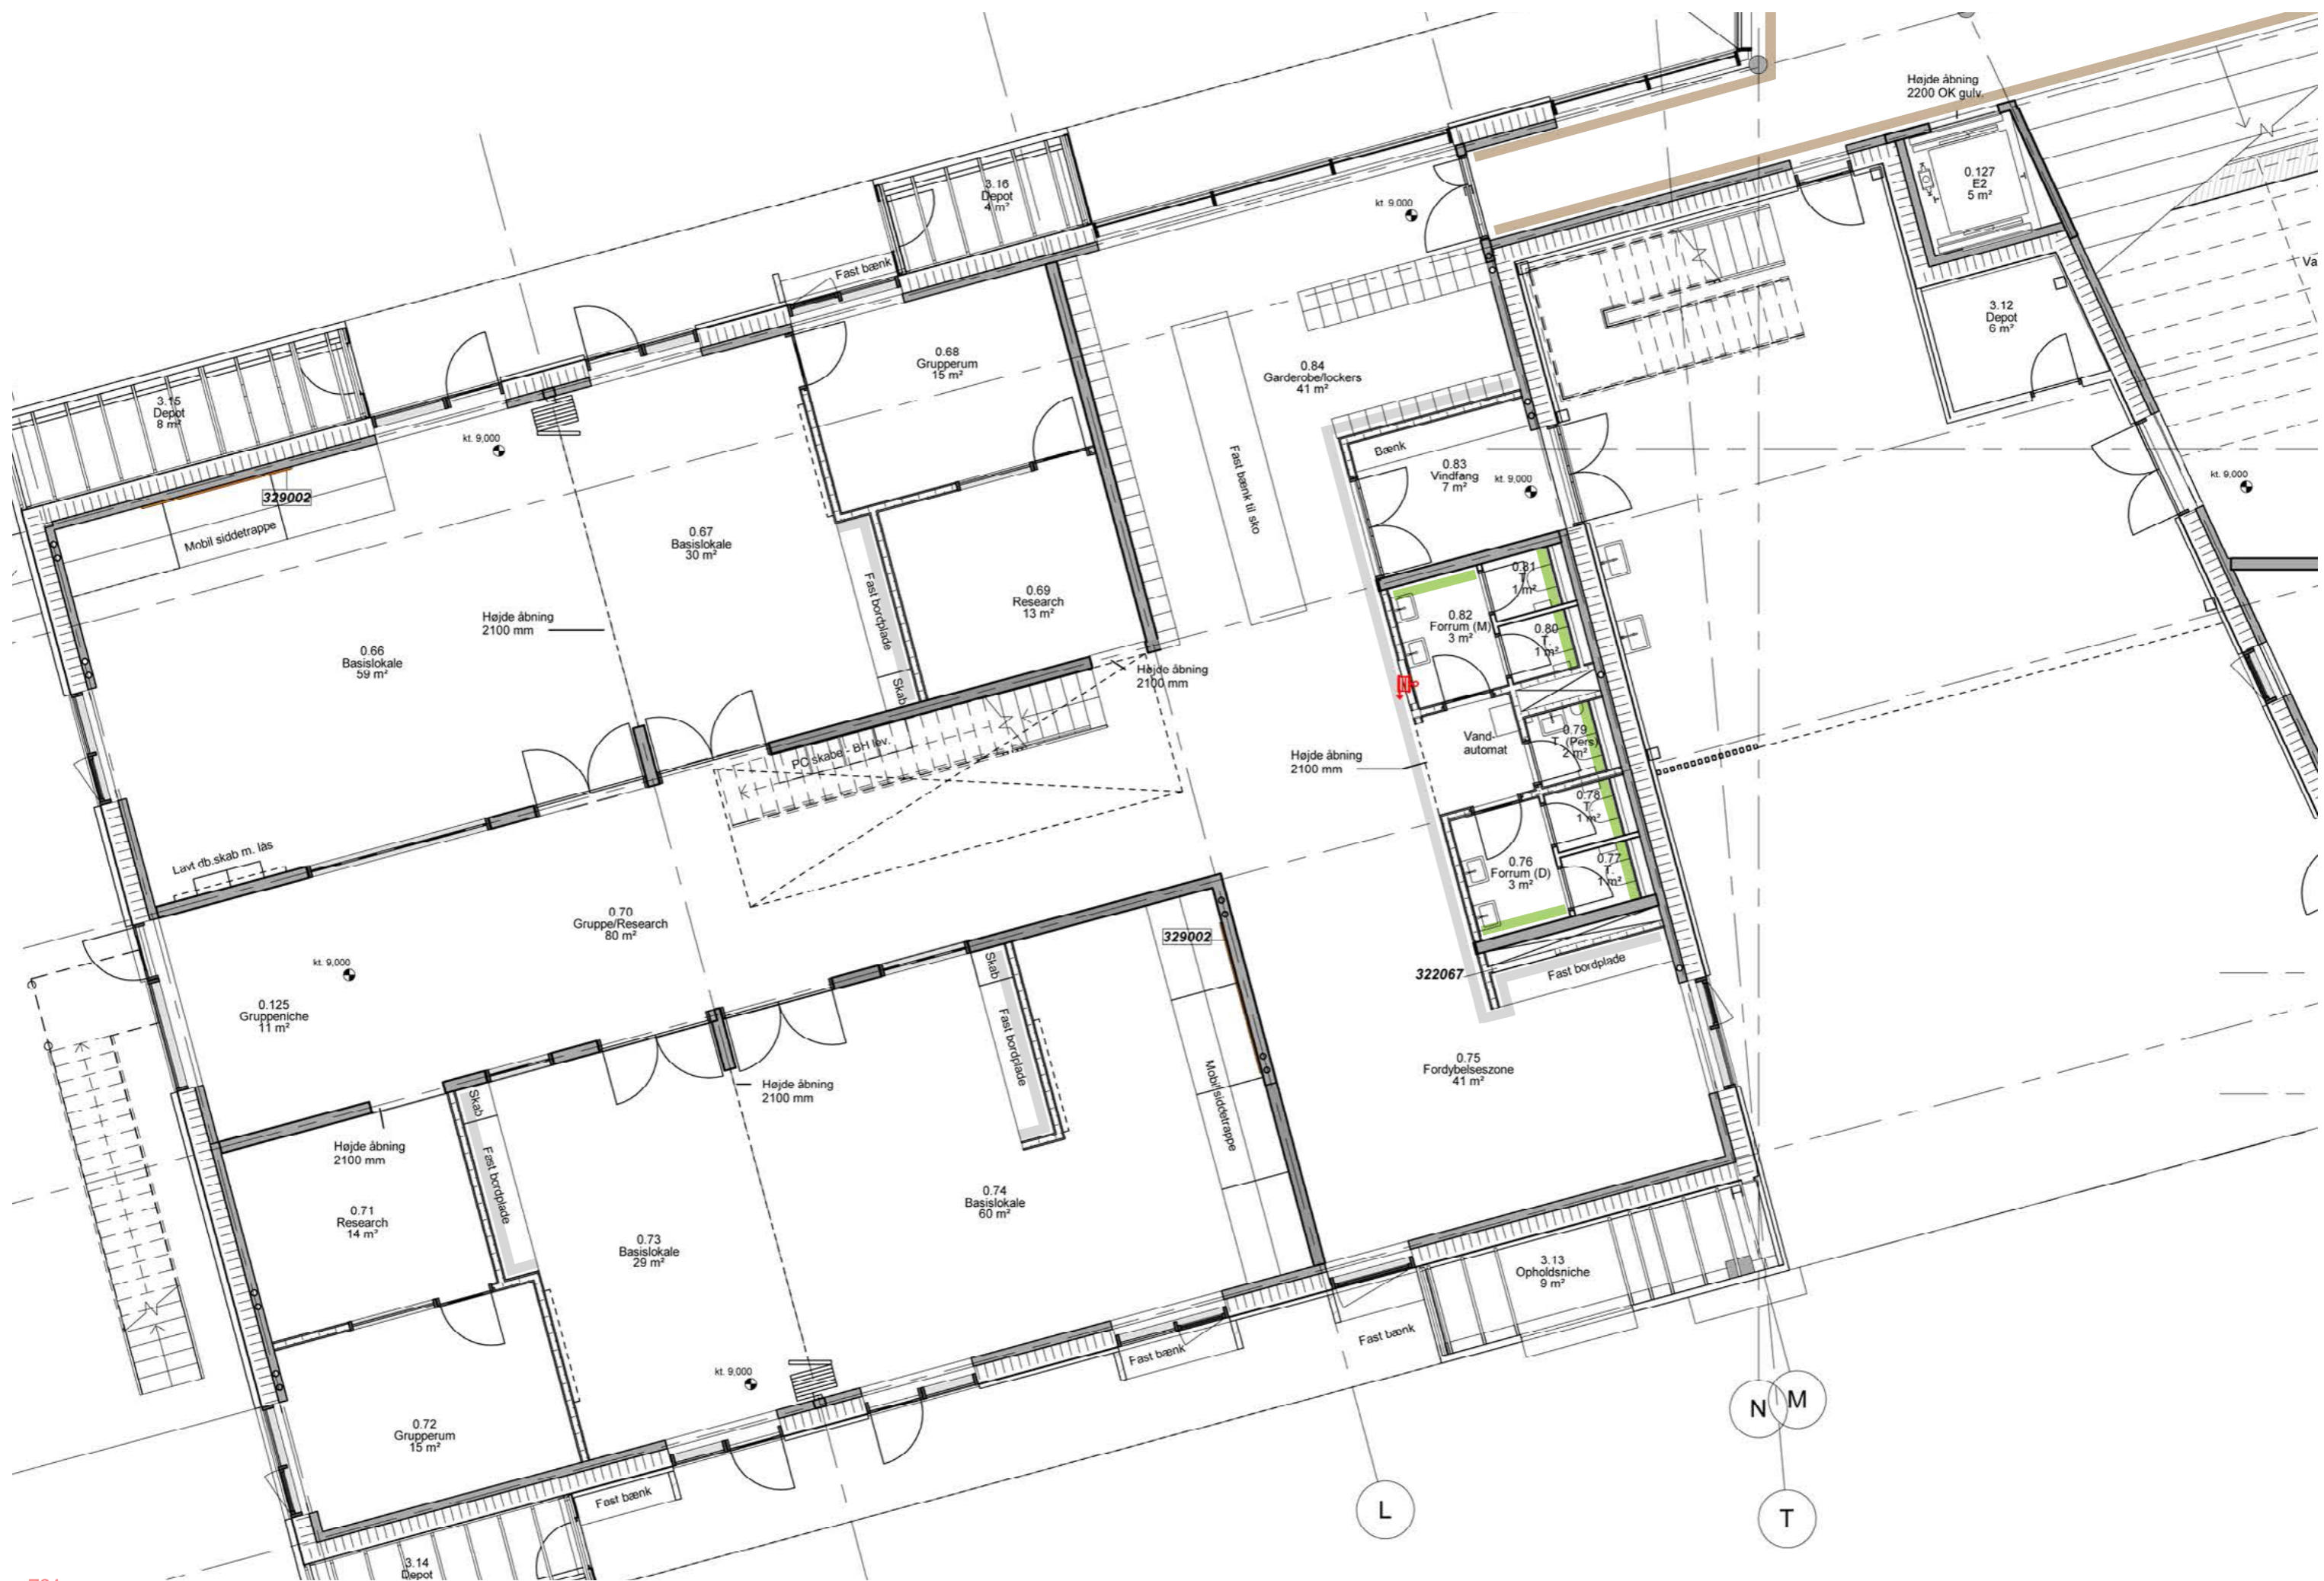 Højde åbning
2200 OK gulv.
0.127
E2
5 m²
3.16
Depot
4 m²
kt. 9.000
Fast bænk
3.12
Depot
6 m²
Va
0.68
Grupperum
15 m²
0.84
Garderobe/lockers
41 m²
3.15
Depot
8 m²
kt. 9,000
Bænk
0.83
Vindfang
7 m²
kt. 9,000
kt. 9,000
329002
Mobil siddetrappe
Fast bænk til sko
0.67
Basislokale
30 m²
0.81
T.
1 m²
0.69
Research
13 m²
Fast bordplade
Højde åbning
2100 mm
0.82
Forrum (M)
3 m²
0.80
T.
1 m²
0.66
Basislokale
59 m²
Skab
Højde åbning
2100 mm
PC skabe - BH lev.
Vand-
automat
0.79
T. (Pers)
2 m²
Højde åbning
2100 mm
0.78
T.
1 m²
Lavt db.skab m. lås
0.76
Forrum (D)
3 m²
0.77
T.
1 m²
0.70
Gruppe/Research
80 m²
329002
kt. 9,000
Skab
322067
Fast bordplade
0.125
Gruppeniche
11 m²
Fast bordplade
0.75
Fordybelseszone
41 m²
Højde åbning
2100 mm
Skab
Mobil siddetrappe
Højde åbning
2100 mm
Fast bordplade
0.71
Research
14 m²
0.74
Basislokale
60 m²
0.73
Basislokale
29 m²
3.13
Opholdsniche
9 m²
Fast bænk
Fast bænk
kt. 9,000
N
M
0.72
Grupperum
15 m²
Fast bænk
L
T
3.14
Depot